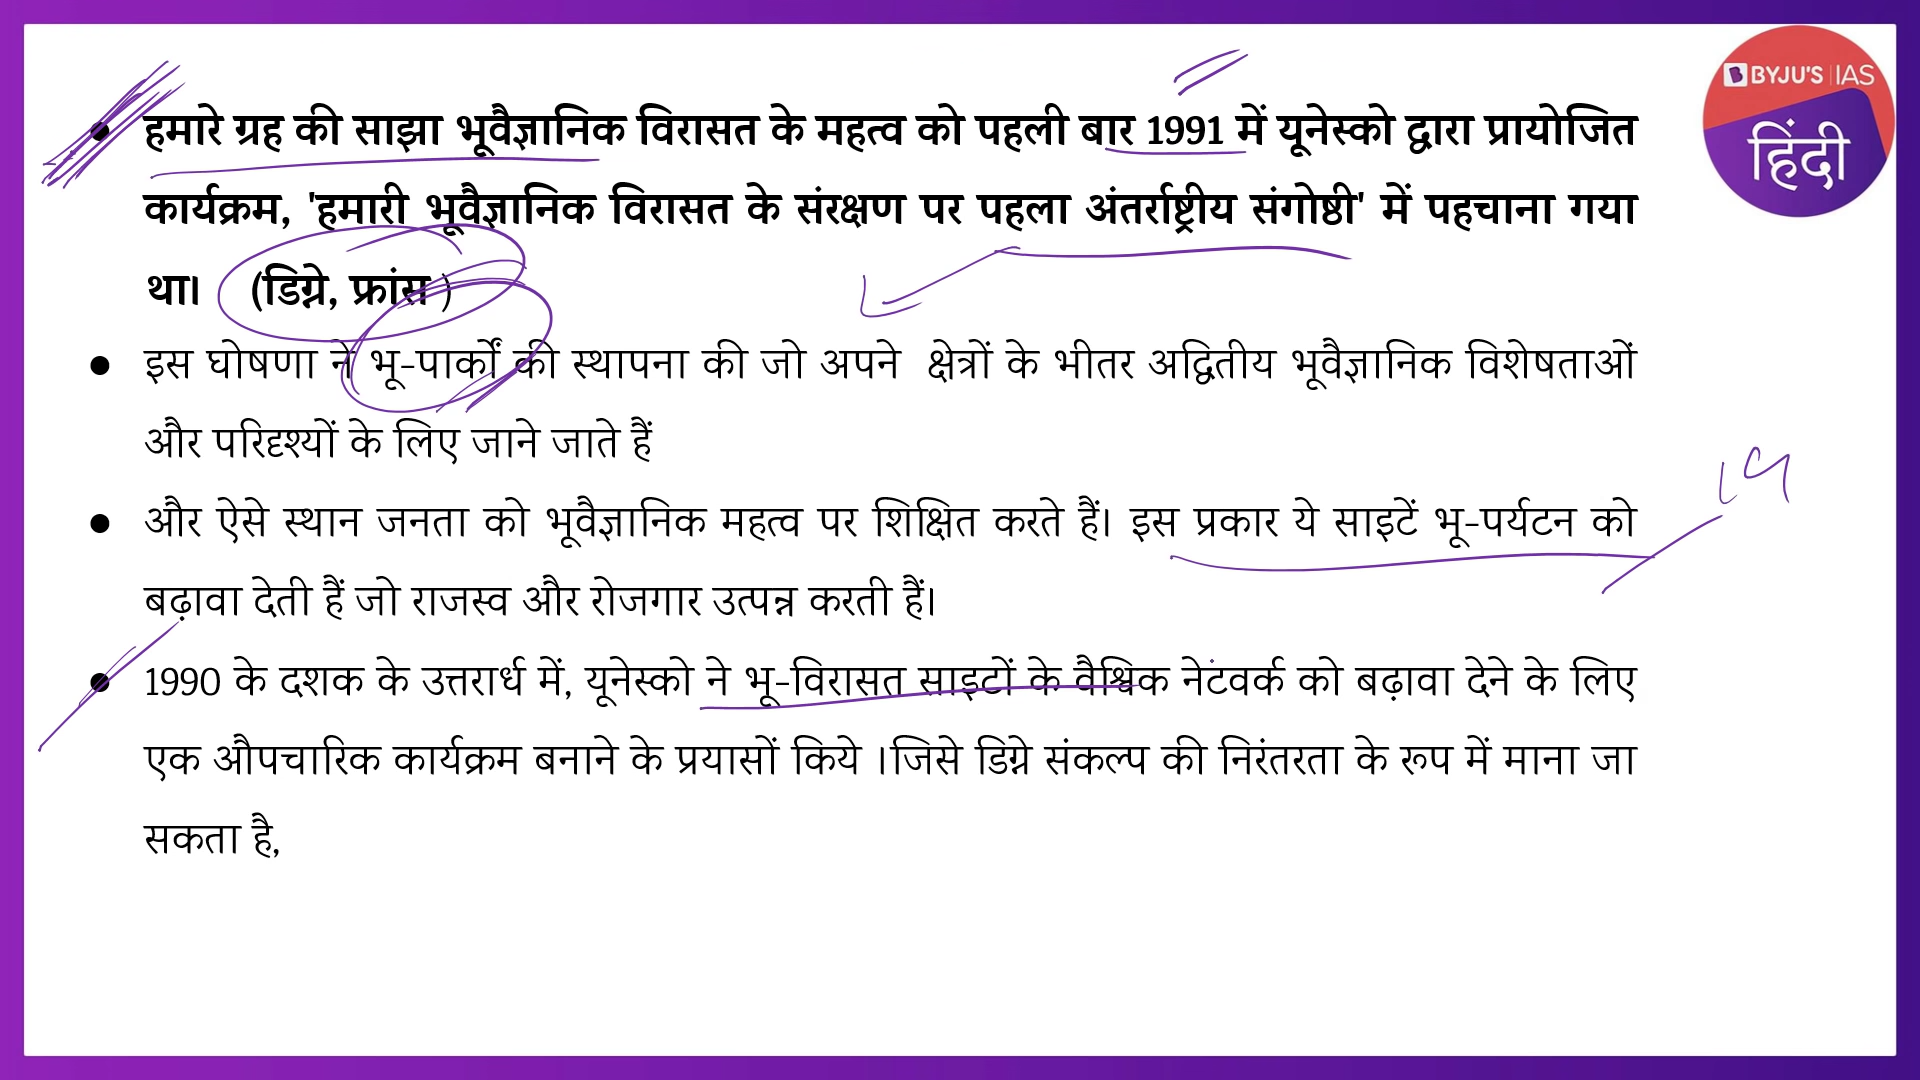 BYJU'S IAS
हिंदी
● हमारे ग्रह की साझा भूवैज्ञानिक विरासत के महत्व को पहली बार 1991 में यूनेस्को द्वारा प्रायोजित
कार्यक्रम, 'हमारी भूवैज्ञानिक विरासत के संरक्षण पर पहला अंतर्राष्ट्रीय संगोष्ठी' में पहचाना गया
था। (डिग्ने, फ्रांस )
● इस घोषणा ने भू-पार्कों की स्थापना की जो अपने क्षेत्रों के भीतर अद्वितीय भूवैज्ञानिक विशेषताओं
और परिदृश्यों के लिए जाने जाते हैं
● और ऐसे स्थान जनता को भूवैज्ञानिक महत्व पर शिक्षित करते हैं। इस प्रकार ये साइटें भू-पर्यटन को
बढ़ावा देती हैं जो राजस्व और रोजगार उत्पन्न करती हैं।
● 1990 के दशक के उत्तरार्ध में, यूनेस्को ने भू-विरासत साइटों के वैश्विक नेटवर्क को बढ़ावा देने के लिए
एक औपचारिक कार्यक्रम बनाने के प्रयासों किये ।जिसे डिग्ने संकल्प की निरंतरता के रूप में माना जा
सकता है,